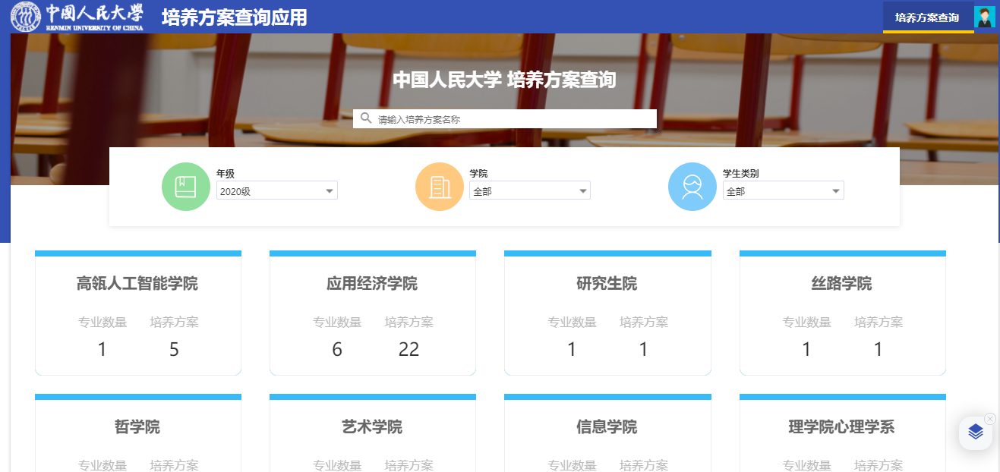 中国人民大学
RENMIN UNIVERSITY OF CHINA
培养方案查询应用
培养方案查询
中国人民大学 培养方案查询
请输入培养方案名称
年级
2020级
学院
全部
学生类别
全部
高瓴人工智能学院
专业数量 培养方案
1 5
应用经济学院
专业数量 培养方案
6 22
研究生院
专业数量 培养方案
1 1
丝路学院
专业数量 培养方案
1 1
哲学院
专业数量 培养方案
艺术学院
专业数量 培养方案
信息学院
专业数量 培养方案
理学院心理学系
专业数量 培养方案